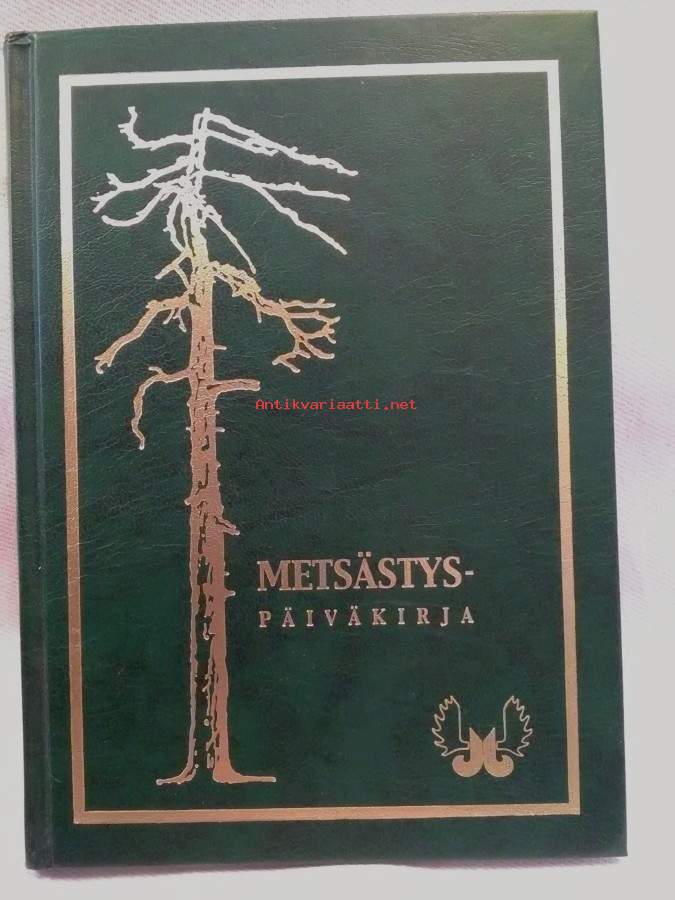 Antikvariaatti.net
METSÄSTYS-
PÄIVÄKIRJA